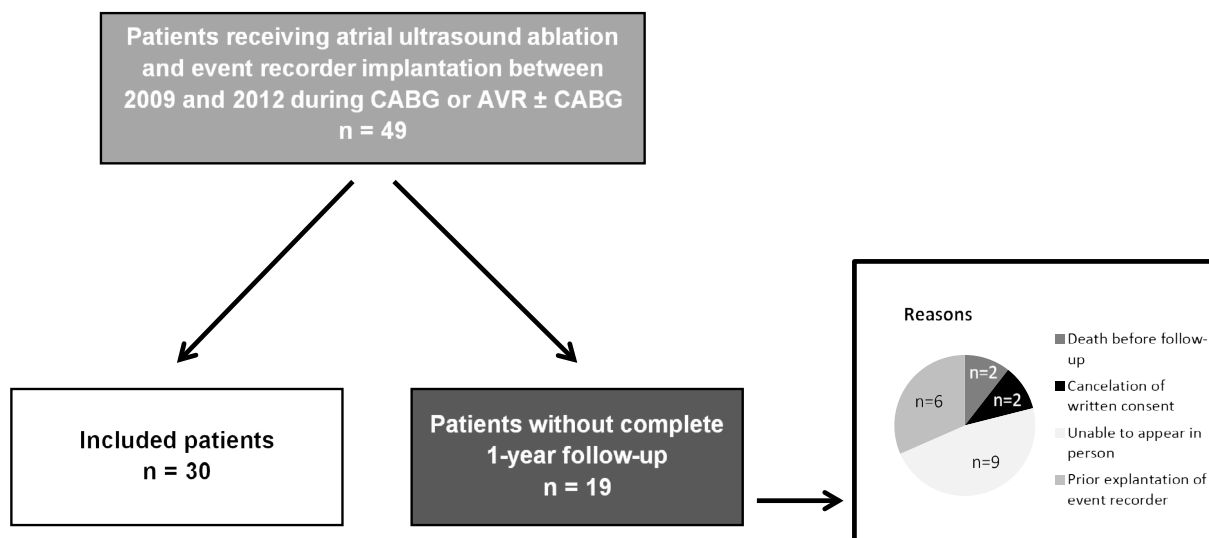 Patients receiving atrial ultrasound ablation
and event recorder implantation between
2009 and 2012 during CABG or AVR ± CABG
n = 49
Included patients
n = 30
Patients without complete
1-year follow-up
n = 19
Reasons
n=2
n=2
n=9
n=6
Death before follow-
up
Cancelation of
written consent
Unable to appear in
person
Prior explantation of
event recorder